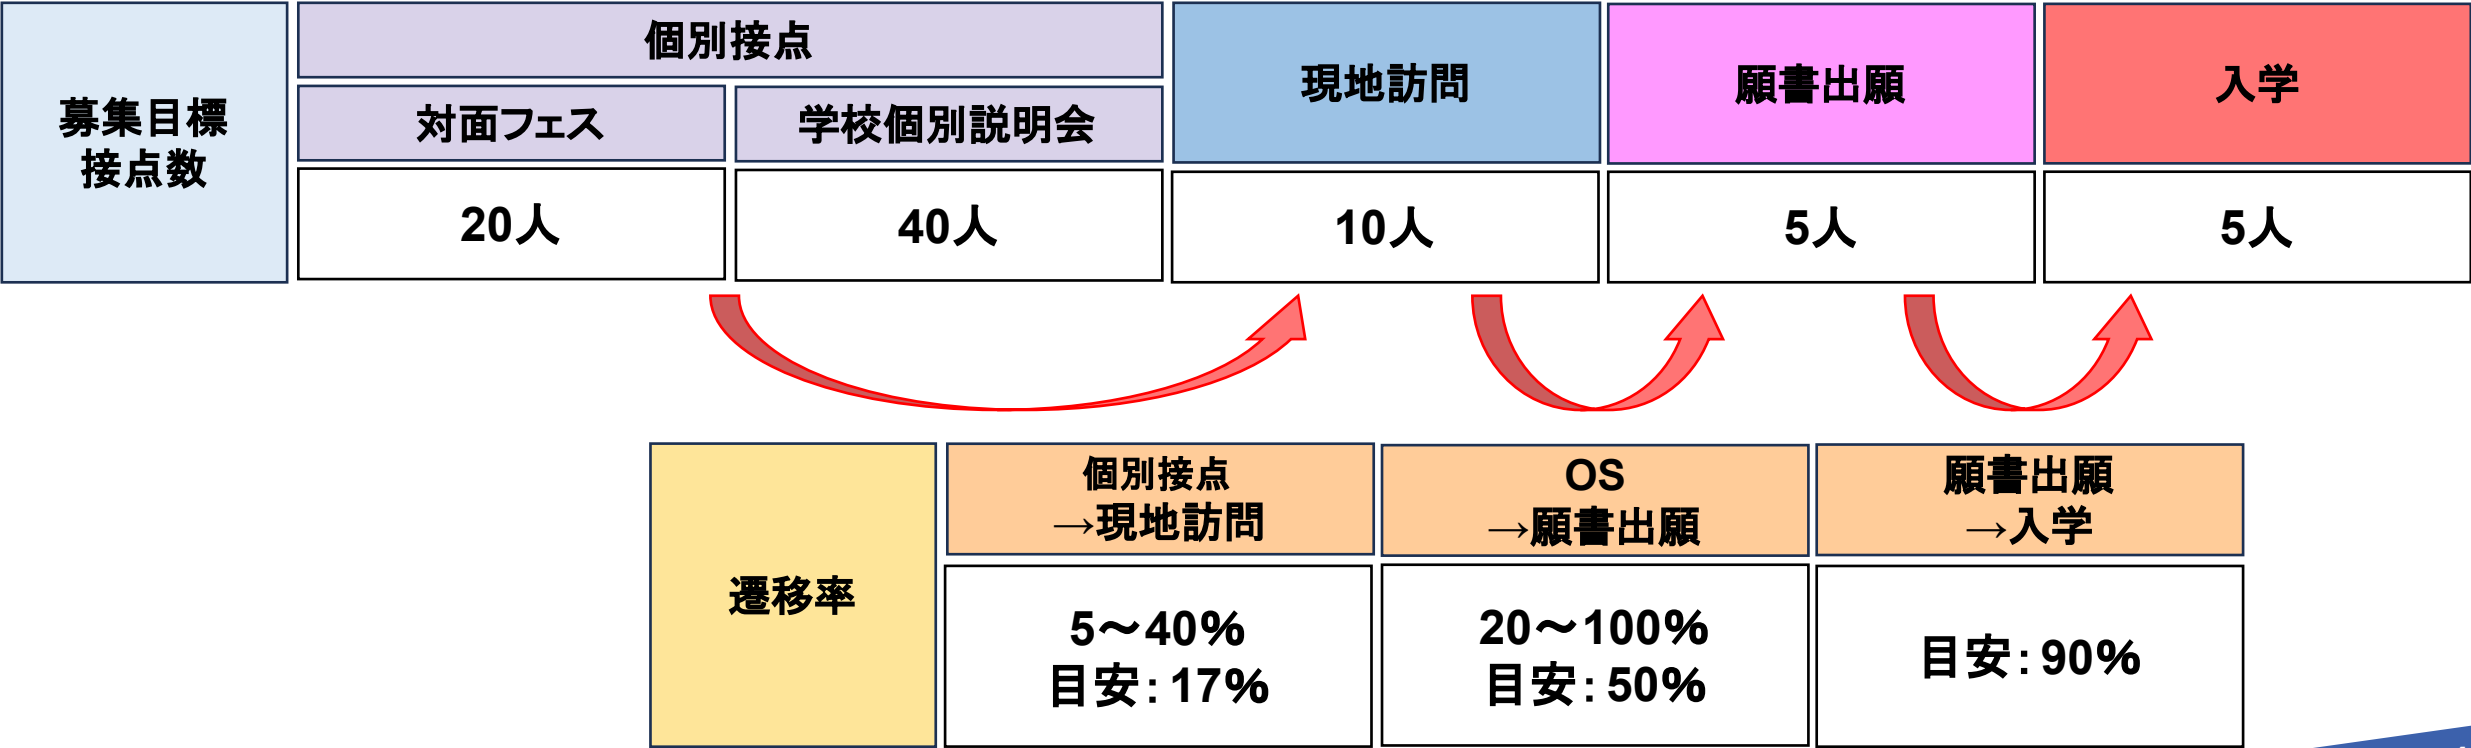 募集目標
接点数
個別接点
対面フェス
学校個別説明会
現地訪問
願書出願
入学
20人
40人
10人
5人
5人
遷移率
個別接点
→現地訪問
OS
→願書出願
願書出願
→入学
5～40%
目安：17%
20～100%
目安：50%
目安：90%